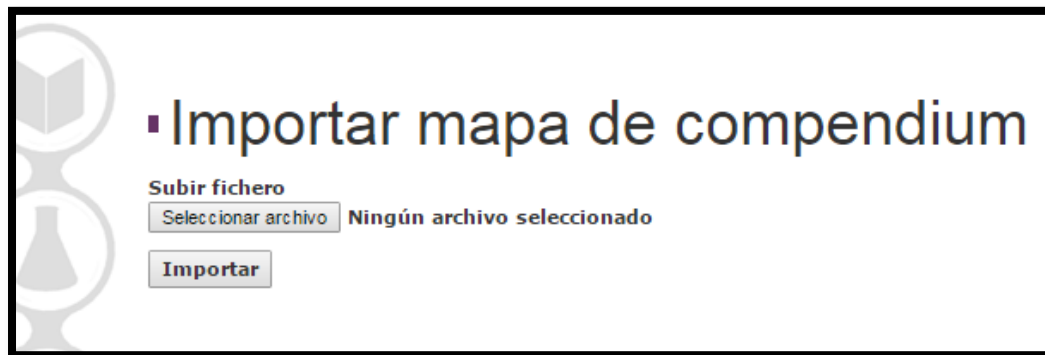 Importar mapa de compendium
Subir fichero
Seleccionar archivo Ningún archivo seleccionado
Importar